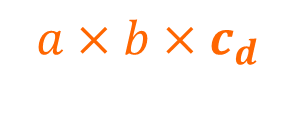 a × b × c_d